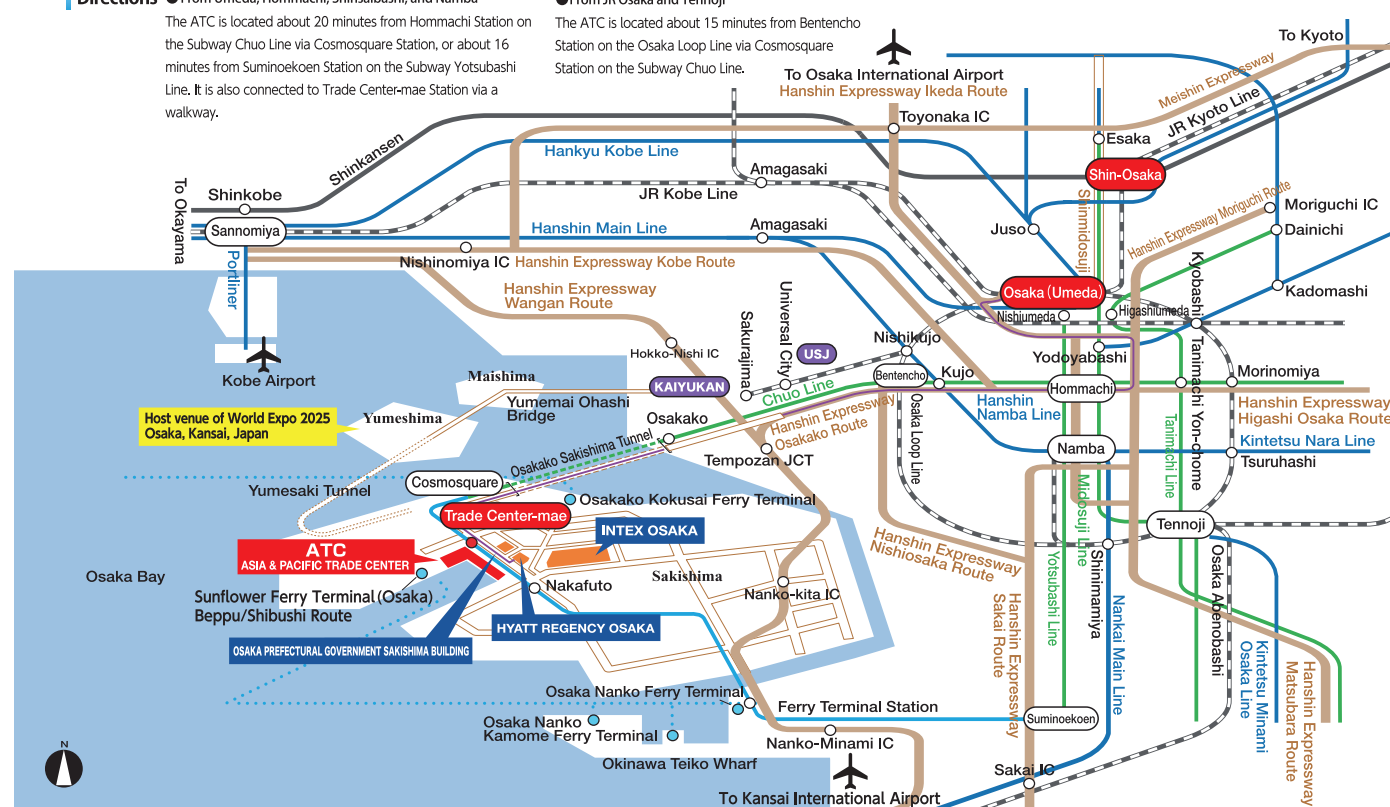 Directions
●From Umeda, Hommachi, Shinsaibashi, and Namba
The ATC is located about 20 minutes from Hommachi Station on
the Subway Chuo Line via Cosmosquare Station, or about 16
minutes from Suminoekoen Station on the Subway Yotsubashi
Line. It is also connected to Trade Center-mae Station via a
walkway.
●From JR Osaka and Tennoji
The ATC is located about 15 minutes from Bentencho
Station on the Osaka Loop Line via Cosmosquare
Station on the Subway Chuo Line.
To Kyoto
To Osaka International Airport
Hanshin Expressway Ikeda Route
Meishin Expressway
Toyonaka IC
JR Kyoto Line
Esaka
Shinkansen
Hankyu Kobe Line
Amagasaki
Shin-Osaka
To Okayama
Shinkobe
JR Kobe Line
Shinmidosuji
Hanshin Expressway Moriguchi Route
Moriguchi IC
Sannomiya
Hanshin Main Line
Amagasaki
Juso
Dainichi
Portliner
Nishinomiya IC
Hanshin Expressway Kobe Route
Kyobashi
Hanshin Expressway
Wangan Route
Osaka (Umeda)
Kadomashi
Universal City
Sakurajima
Nishiumeda
Higashiumeda
Hokko-Nishi IC
USJ
Nishikujo
Yodoyabashi
Tanimachi Yon-chome
Kobe Airport
Maishima
KAIYUKAN
Chuo Line
Bentencho
Kujo
Hommachi
Morinomiya
Yumemai Ohashi
Bridge
Host venue of World Expo 2025
Osaka, Kansai, Japan
Yumeshima
Osakako
Hanshin Expressway
Osakako Route
Hanshin
Namba Line
Hanshin Expressway
Higashi Osaka Route
Osaka Loop Line
Tanimachi Line
Kintetsu Nara Line
Osakako Sakishima Tunnel
Tempozan JCT
Namba
Tsuruhashi
Cosmosquare
Yumesaki Tunnel
Midosuji Line
Osakako Kokusai Ferry Terminal
Trade Center-mae
INTEX OSAKA
Tennoji
ATC
ASIA & PACIFIC TRADE CENTER
Hanshin Expressway
Nishiosaka Route
Osaka Bay
Sakishima
Yotsubashi Line
Shinimamiya
Osaka Abenobashi
Sunflower Ferry Terminal (Osaka)
Beppu/Shibushi Route
Nakafuto
Nanko-kita IC
Hanshin Expressway
Sakai Route
Nankai Main Line
HYATT REGENCY OSAKA
OSAKA PREFECTURAL GOVERNMENT SAKISHIMA BUILDING
Kintetsu Minami
Osaka Line
Hanshin Expressway
Matsubara Route
Osaka Nanko Ferry Terminal
Ferry Terminal Station
Suminoekoen
Osaka Nanko
Kamome Ferry Terminal
Nanko-Minami IC
Okinawa Teiko Wharf
N
Sakai IC
To Kansai International Airport